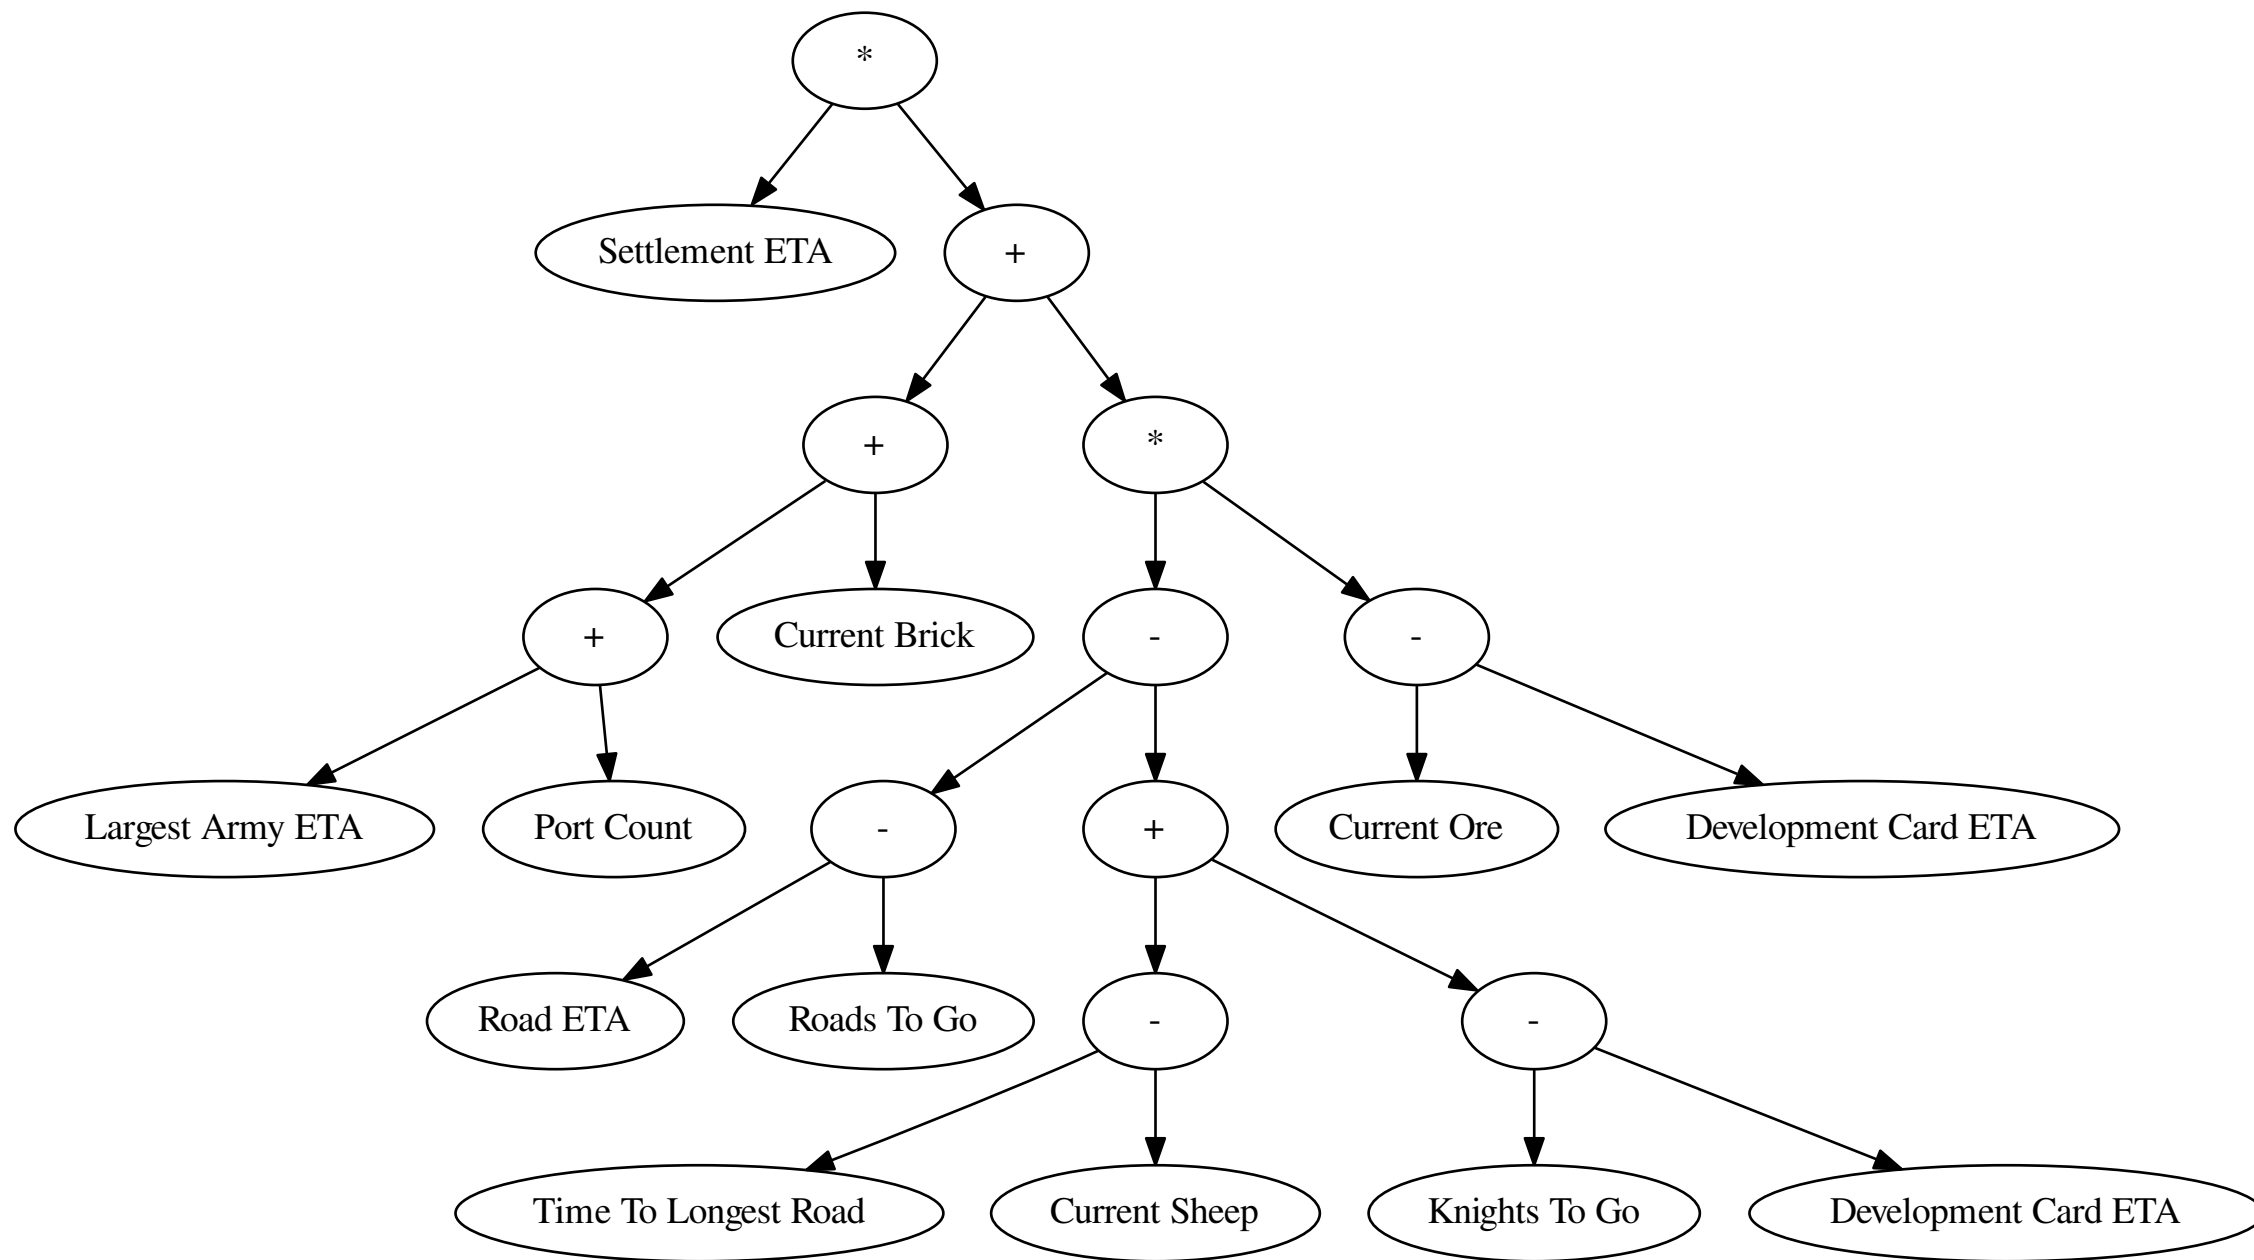 *
Settlement ETA
+
+
*
+
Current Brick
-
-
Largest Army ETA
Port Count
-
+
Current Ore
Development Card ETA
Road ETA
Roads To Go
-
-
Time To Longest Road
Current Sheep
Knights To Go
Development Card ETA